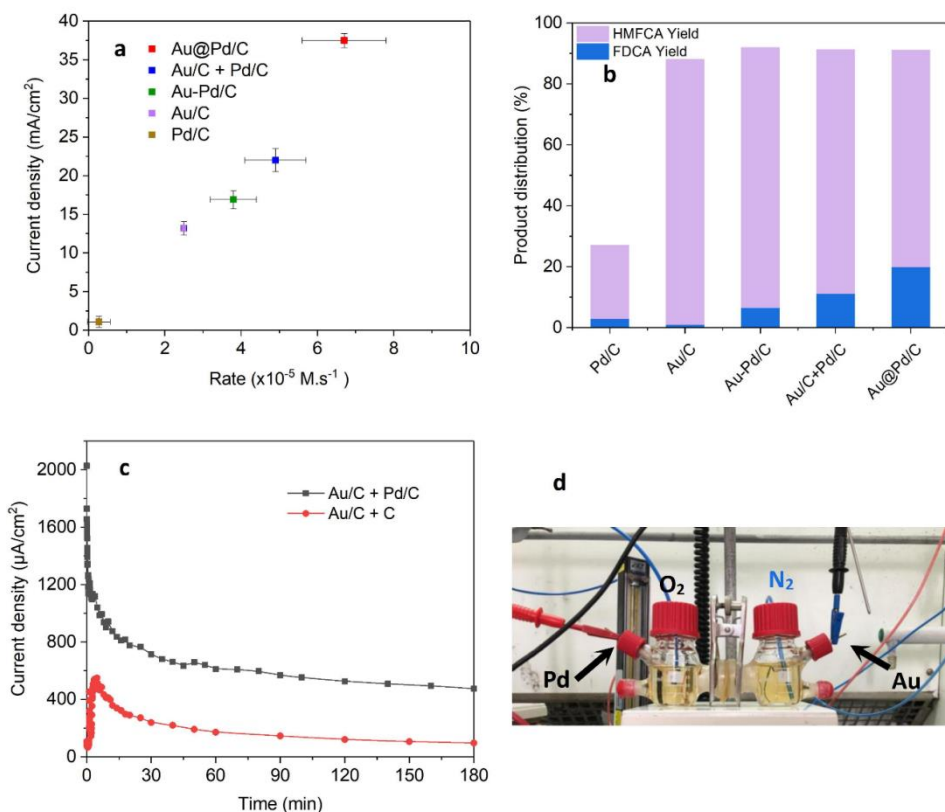 a
Au@Pd/C
Au/C + Pd/C
Au-Pd/C
Au/C
Pd/C
40
35
30
25
20
15
10
5
0
0
2
4
6
8
10
Current density (mA/cm²)
Rate (x10⁻⁵ M.s⁻¹)
b
HMFCA Yield
FDCA Yield
100
80
60
40
20
0
Product distribution (%)
Pd/C
Au/C
Au-Pd/C
Au/C+Pd/C
Au@Pd/C
c
Au/C + Pd/C
Au/C + C
2000
1600
1200
800
400
0
0
30
60
90
120
150
180
Current density (µA/cm²)
Time (min)
d
O₂
N₂
Pd
Au